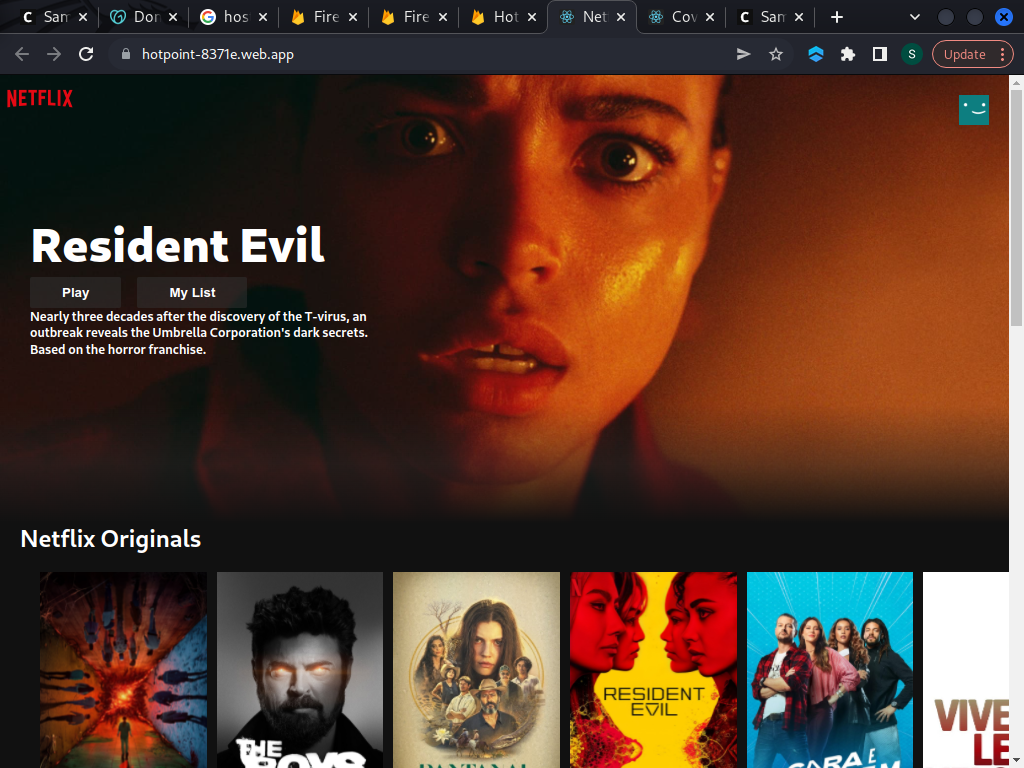 Sam
Don
hos
Fire
Fire
Hot
Net
Cov
Sam
hotpoint-8371e.web.app
S
Update
NETFLIX
Resident Evil
Play
My List
Nearly three decades after the discovery of the T-virus, an
outbreak reveals the Umbrella Corporation's dark secrets.
Based on the horror franchise.
Netflix Originals
THE
BOYS
PANTANAL
RESIDENT
EVIL
CARA E
VIVE
LE